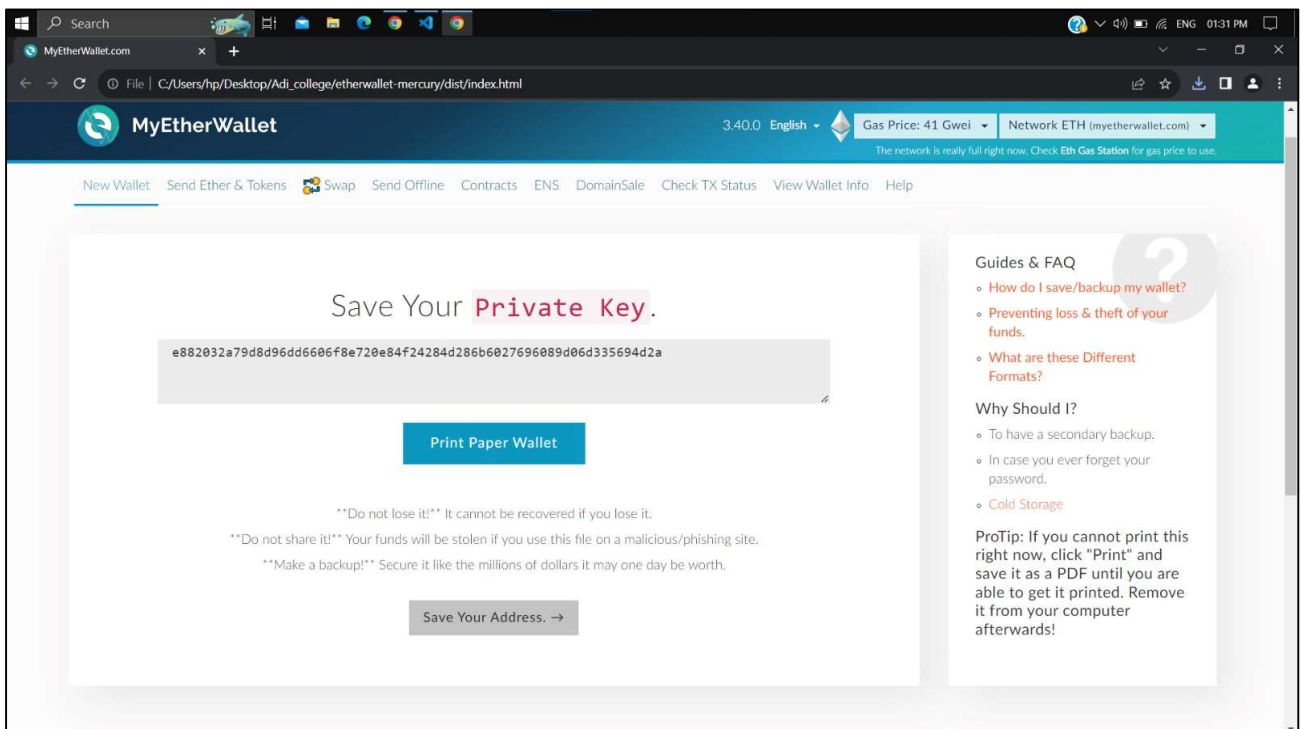 Search
ENG 01:31 PM
MyEtherWallet.com
File | C:/Users/hp/Desktop/Adi_college/etherwallet-mercury/dist/index.html
MyEtherWallet
3.40.0 English
Gas Price: 41 Gwei
Network ETH (myetherwallet.com)
The network is really full right now. Check Eth Gas Station for gas price to use.
New Wallet Send Ether & Tokens Swap Send Offline Contracts ENS DomainSale Check TX Status View Wallet Info Help
Save Your Private Key.
e882032a79d8d96dd6606f8e720e84f24284d286b6027696089d06d335694d2a
Print Paper Wallet
**Do not lose it!** It cannot be recovered if you lose it.
**Do not share it!** Your funds will be stolen if you use this file on a malicious/phishing site.
**Make a backup!** Secure it like the millions of dollars it may one day be worth.
Save Your Address. →
?
Guides & FAQ
How do I save/backup my wallet?
Preventing loss & theft of your
funds.
What are these Different
Formats?
Why Should I?
To have a secondary backup.
In case you ever forget your
password.
Cold Storage
ProTip: If you cannot print this
right now, click "Print" and
save it as a PDF until you are
able to get it printed. Remove
it from your computer
afterwards!